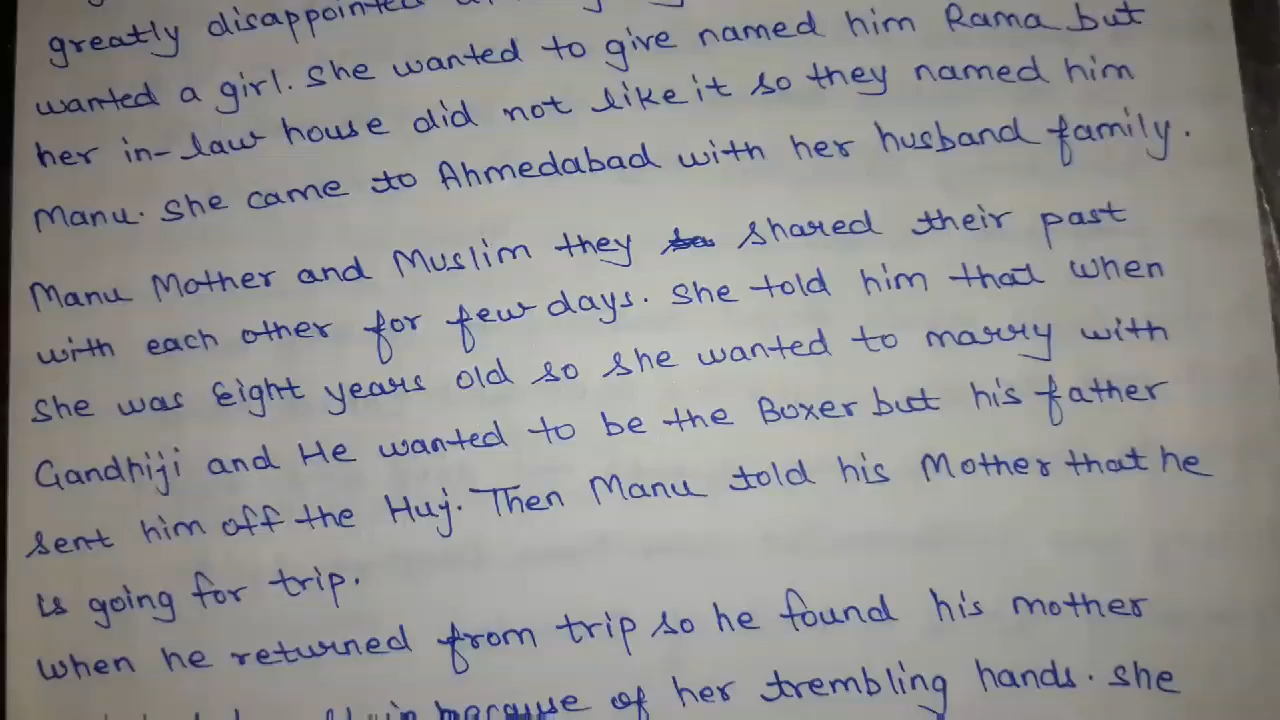 greatly disappointed
wanted a girl. She wanted to give named him Rama but
her in-law house did not like it so they named him
Manu. She came to Ahmedabad with her husband family.
Manu Mother and Muslim they shared their past
with each other for few days. She told him that when
She was Eight years old so she wanted to marry with
Gandhiji and He wanted to be the Boxer but his father
sent him off the Huj. Then Manu told his Mother that he
is going for trip.
when he returned from trip so he found his mother
because of her trembling hands. She